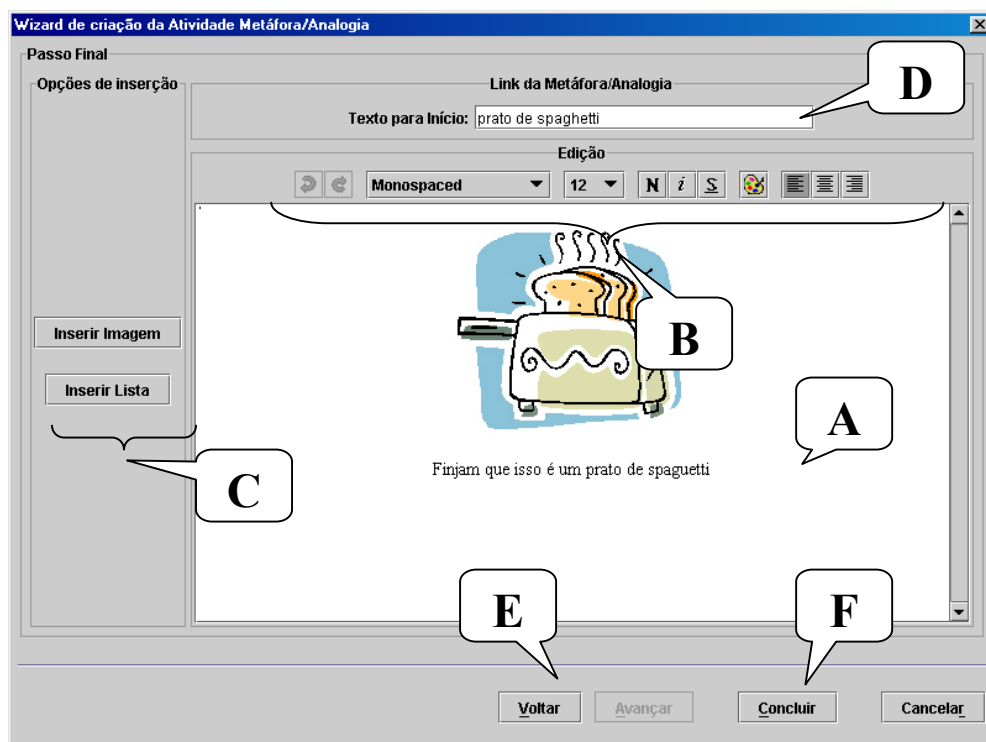 Wizard de criação da Atividade Metáfora/Analogia
Passo Final
Opções de inserção
Link da Metáfora/Analogia
D
Texto para Início: prato de spaghetti
Edição
Monospaced 12 N i S
B
Inserir Imagem
Inserir Lista
A
Finjam que isso é um prato de spaguetti
C
E
F
Voltar Avançar Concluir Cancelar